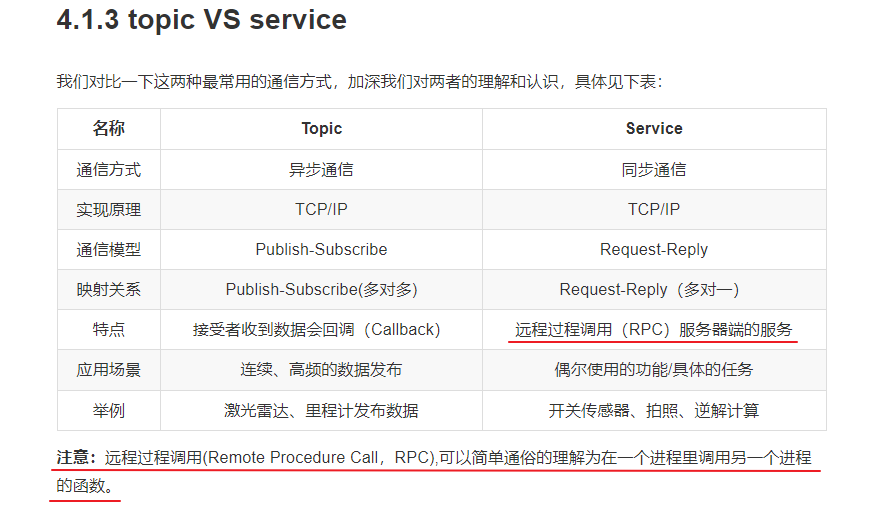 4.1.3 topic VS service
我们对比一下这两种最常用的通信方式，加深我们对两者的理解和认识，具体见下表：
名称 Topic Service
通信方式 异步通信 同步通信
实现原理 TCP/IP TCP/IP
通信模型 Publish-Subscribe Request-Reply
映射关系 Publish-Subscribe(多对多) Request-Reply（多对一）
特点 接受者收到数据会回调（Callback） 远程过程调用（RPC）服务器端的服务
应用场景 连续、高频的数据发布 偶尔使用的功能/具体的任务
举例 激光雷达、里程计发布数据 开关传感器、拍照、逆解计算
注意：远程过程调用(Remote Procedure Call，RPC),可以简单通俗的理解为在一个进程里调用另一个进程
的函数。